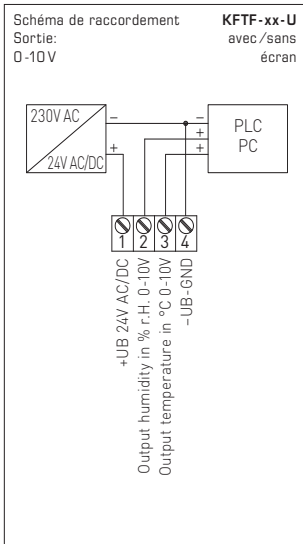 Schéma de raccordement KFTF-xx-U
Sortie: avec/sans
0-10V écran
230V AC
24V AC/DC
–
+
–
+
+
PLC
PC
1 2 3 4
+UB 24V AC/DC
Output humidity in % r.H. 0-10V
Output temperature in °C 0-10V
–UB-GND